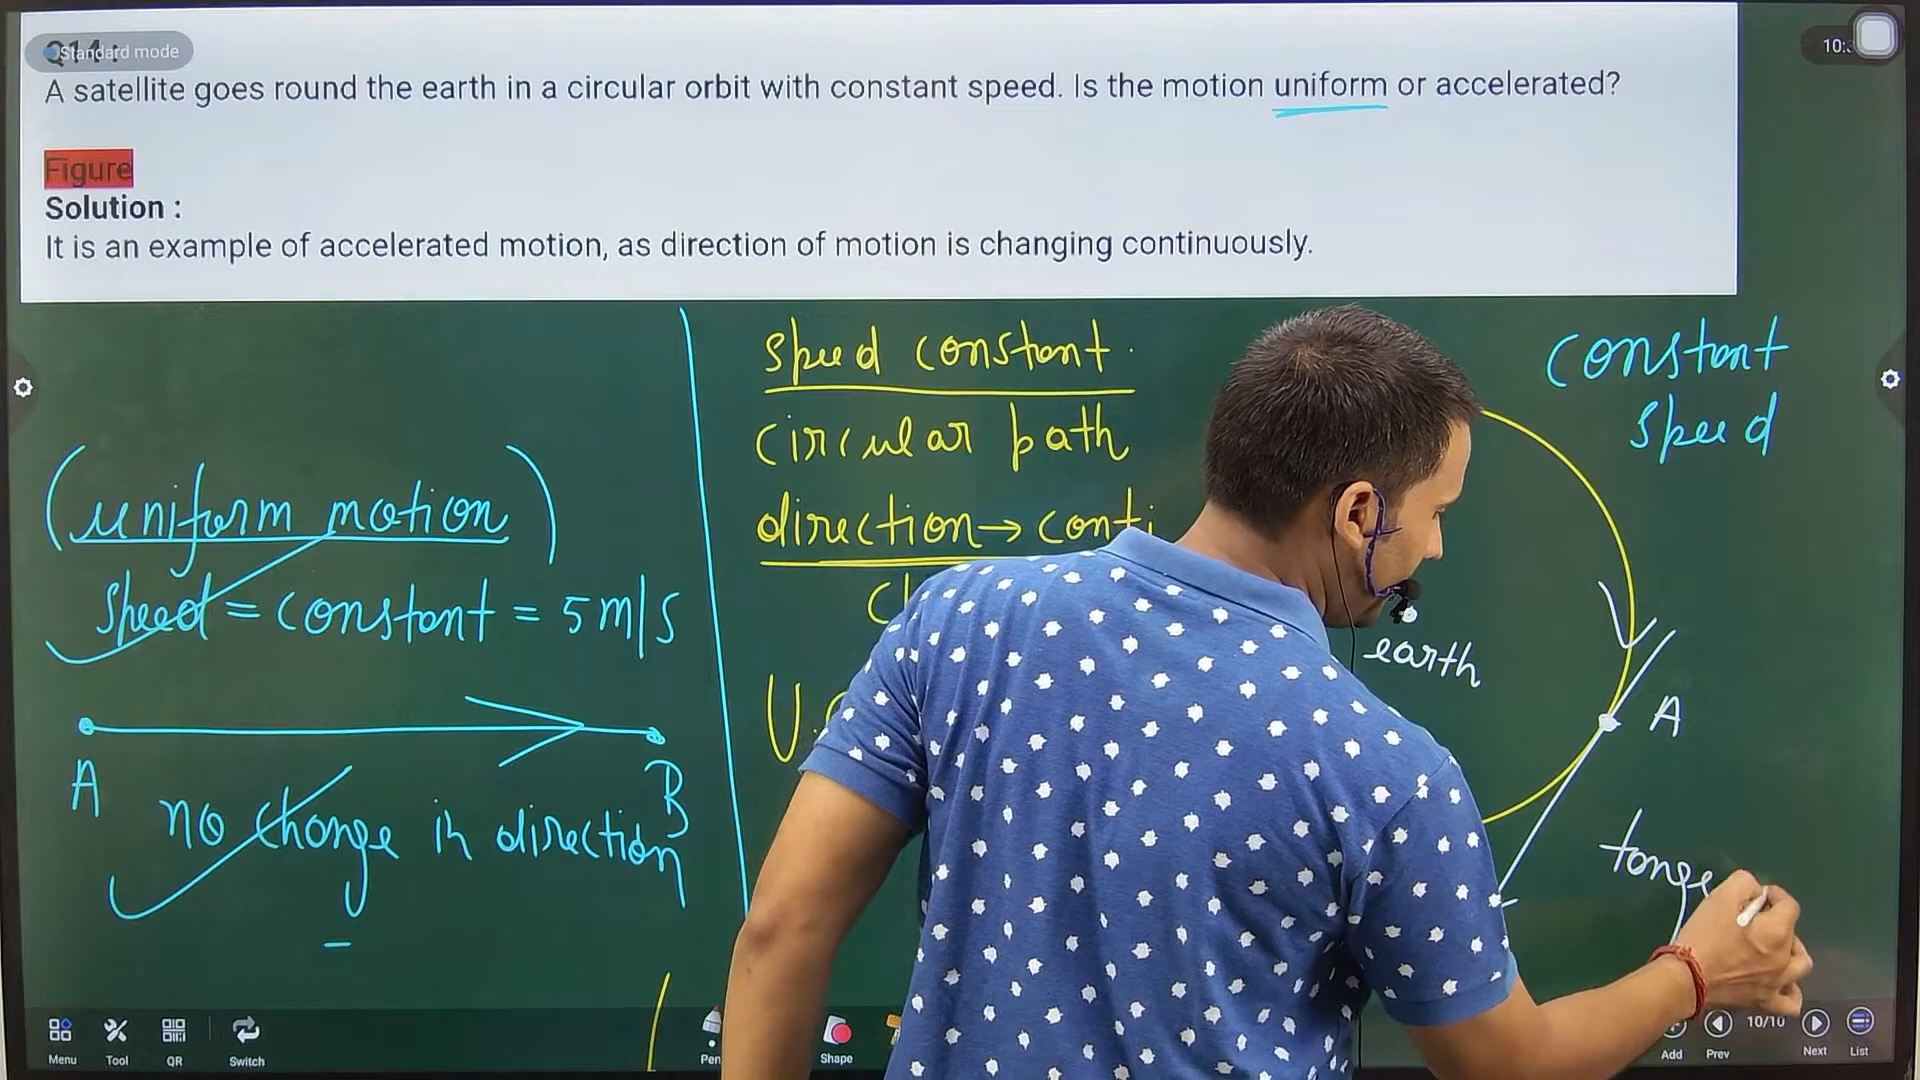 Standard mode
10:
Q14 :
A satellite goes round the earth in a circular orbit with constant speed. Is the motion uniform or accelerated?
Figure
Solution :
It is an example of accelerated motion, as direction of motion is changing continuously.
(uniform motion)
Speed = constant = 5 m/s
A
B
no change in direction
speed constant
circular path
direction → conti
U.
constant
speed
earth
A
tange
Menu
Tool
QR
Switch
Pen
Shape
Add
Prev
10/10
Next
List